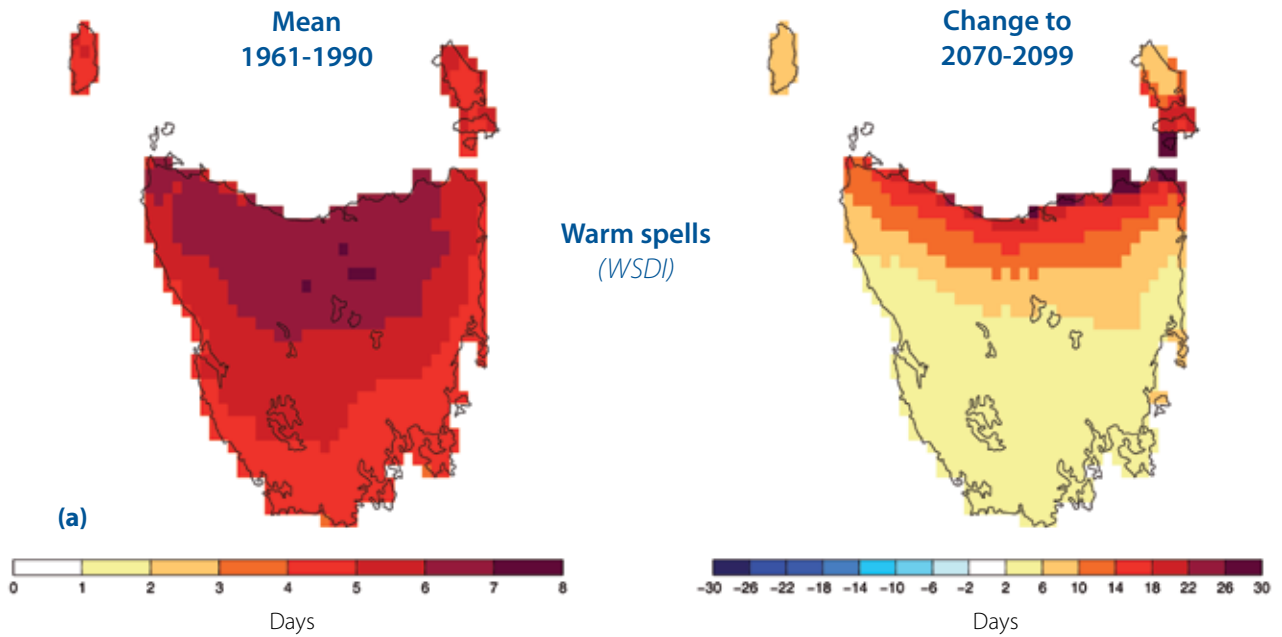 Mean
1961-1990
Change to
2070-2099
Warm spells
(WSDI)
(a)
0 1 2 3 4 5 6 7 8
Days
-30 -26 -22 -18 -14 -10 -6 -2 2 6 10 14 18 22 26 30
Days